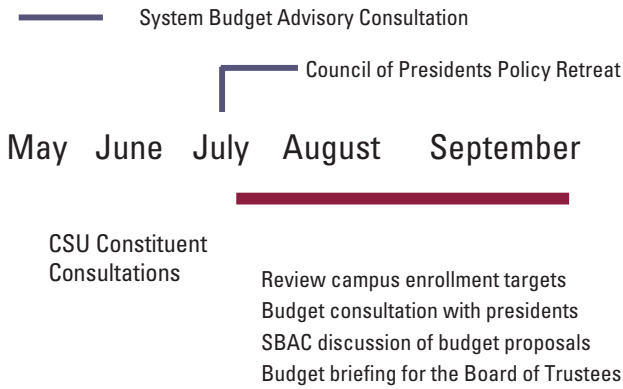 System Budget Advisory Consultation
Council of Presidents Policy Retreat
May June July August September
CSU Constituent
Consultations
Review campus enrollment targets
Budget consultation with presidents
SBAC discussion of budget proposals
Budget briefing for the Board of Trustees